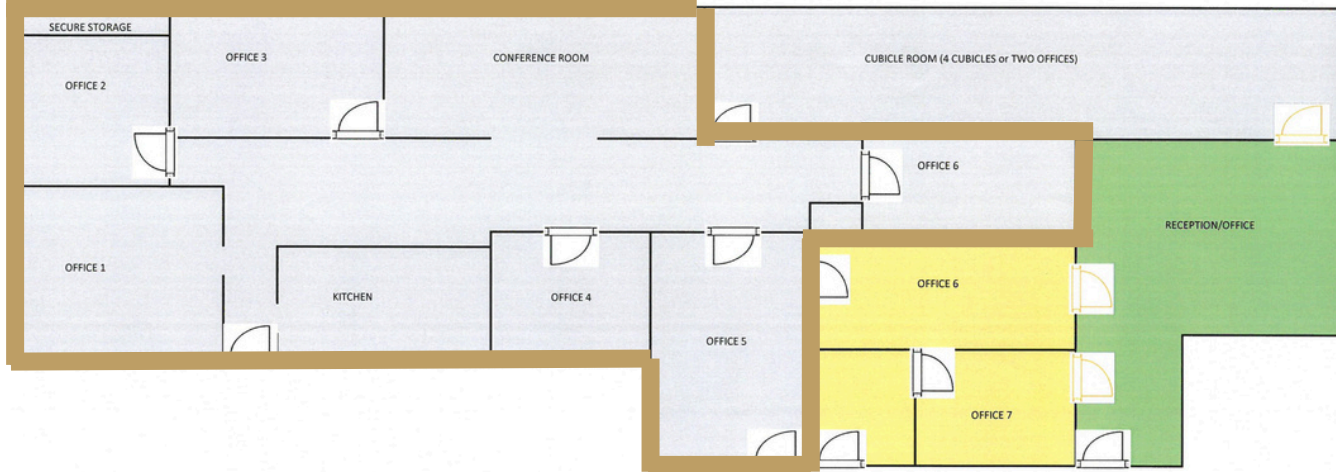 SECURE STORAGE
OFFICE 3
CONFERENCE ROOM
CUBICLE ROOM (4 CUBICLES or TWO OFFICES)
OFFICE 2
OFFICE 6
RECEPTION/OFFICE
OFFICE 1
KITCHEN
OFFICE 4
OFFICE 6
OFFICE 5
OFFICE 7